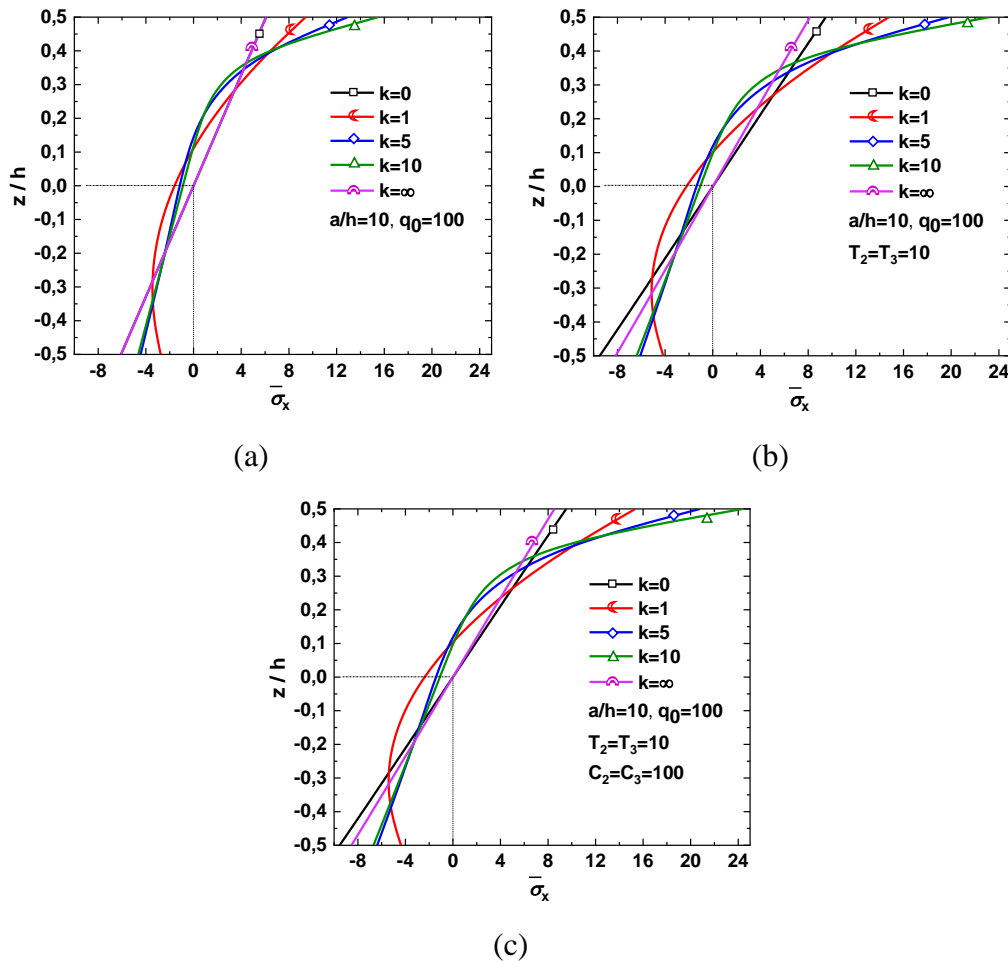 0,5
0,4
0,3
0,2
0,1
0,0
-0,1
-0,2
-0,3
-0,4
-0,5
z / h
k=0
k=1
k=5
k=10
k=∞
a/h=10, q₀=100
-8 -4 0 4 8 12 16 20 24
σ̅ₓ
(a)
0,5
0,4
0,3
0,2
0,1
0,0
-0,1
-0,2
-0,3
-0,4
-0,5
z / h
k=0
k=1
k=5
k=10
k=∞
a/h=10, q₀=100
T₂=T₃=10
-8 -4 0 4 8 12 16 20 24
σ̅ₓ
(b)
0,5
0,4
0,3
0,2
0,1
0,0
-0,1
-0,2
-0,3
-0,4
-0,5
z / h
k=0
k=1
k=5
k=10
k=∞
a/h=10, q₀=100
T₂=T₃=10
C₂=C₃=100
-8 -4 0 4 8 12 16 20 24
σ̅ₓ
(c)